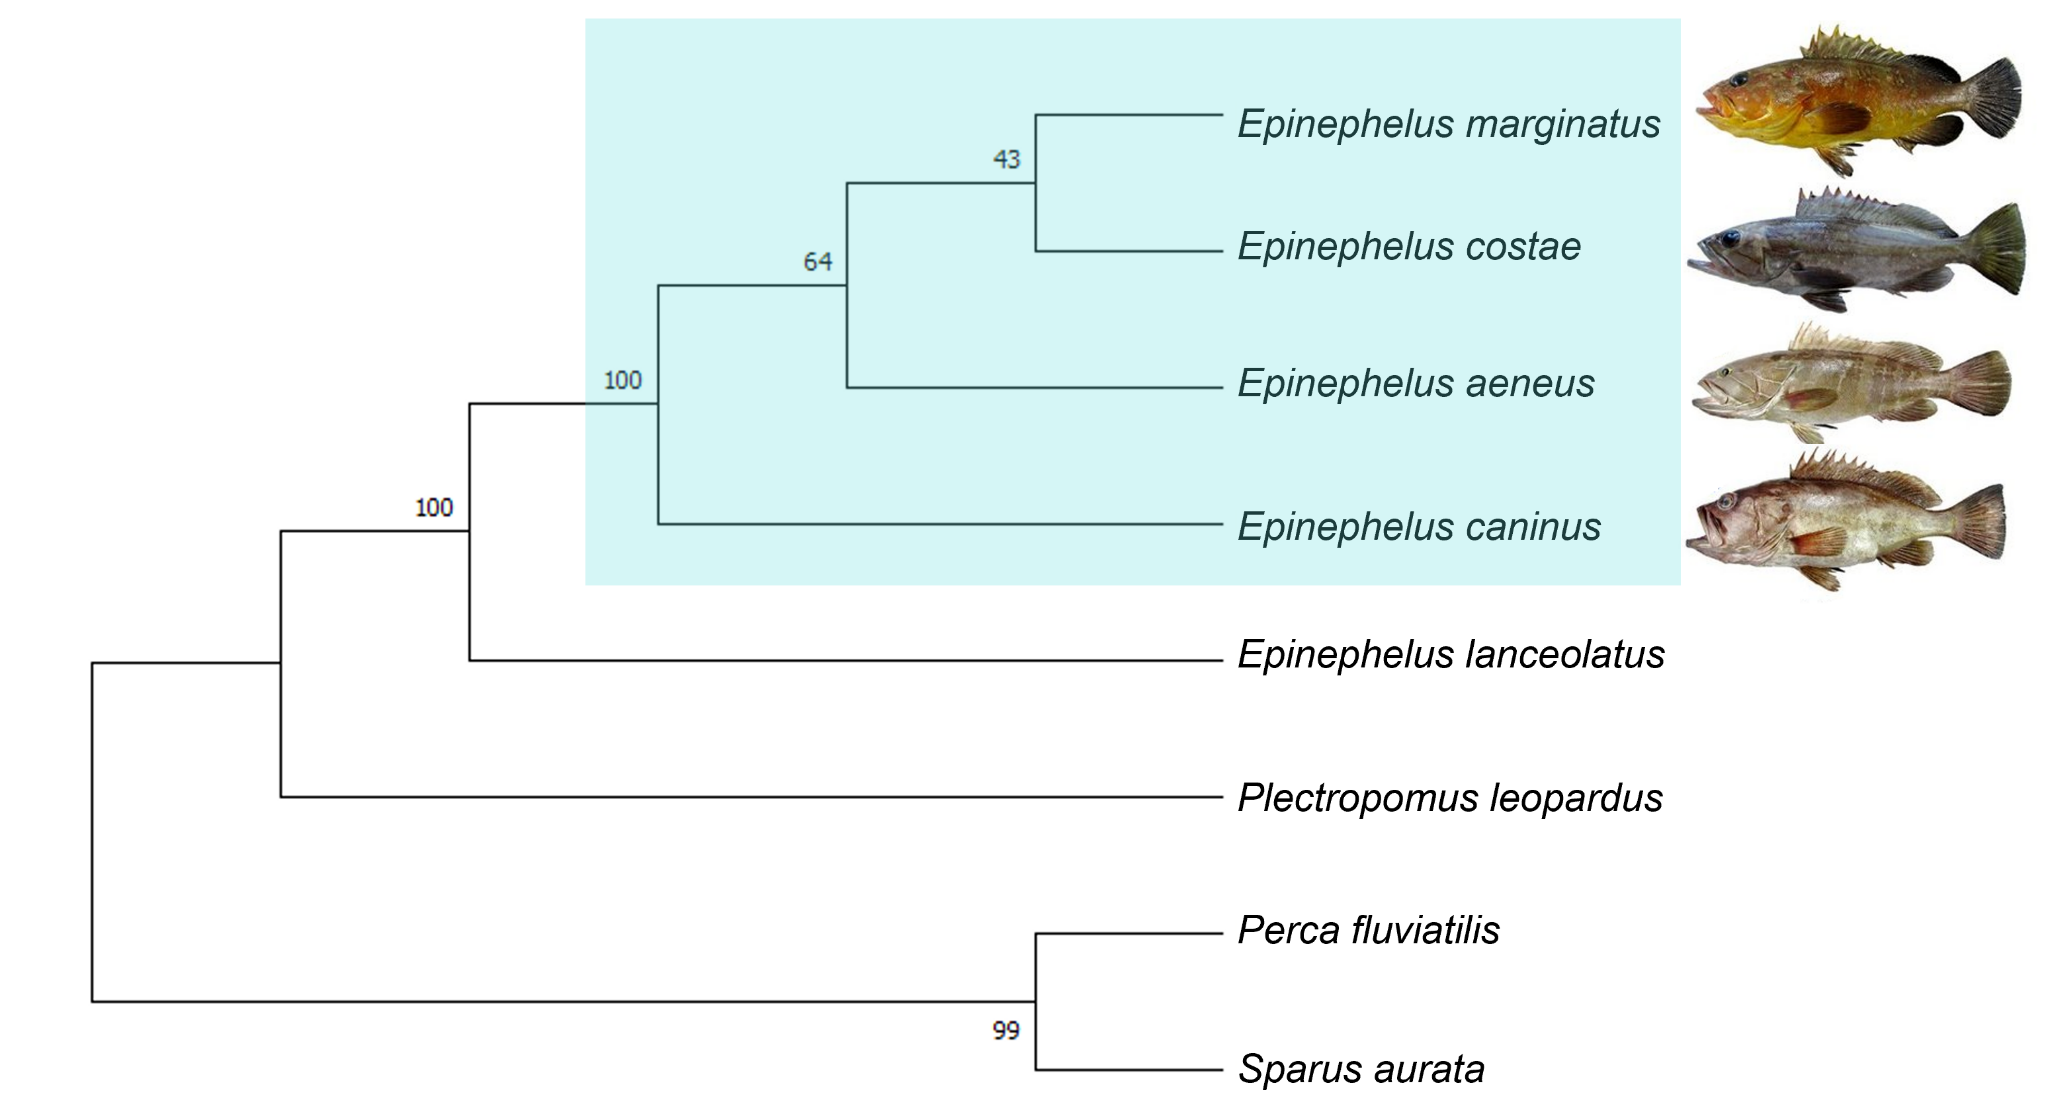 Epinephelus marginatus
43
Epinephelus costae
64
Epinephelus aeneus
100
Epinephelus caninus
100
Epinephelus lanceolatus
Plectropomus leopardus
Perca fluviatilis
99
Sparus aurata